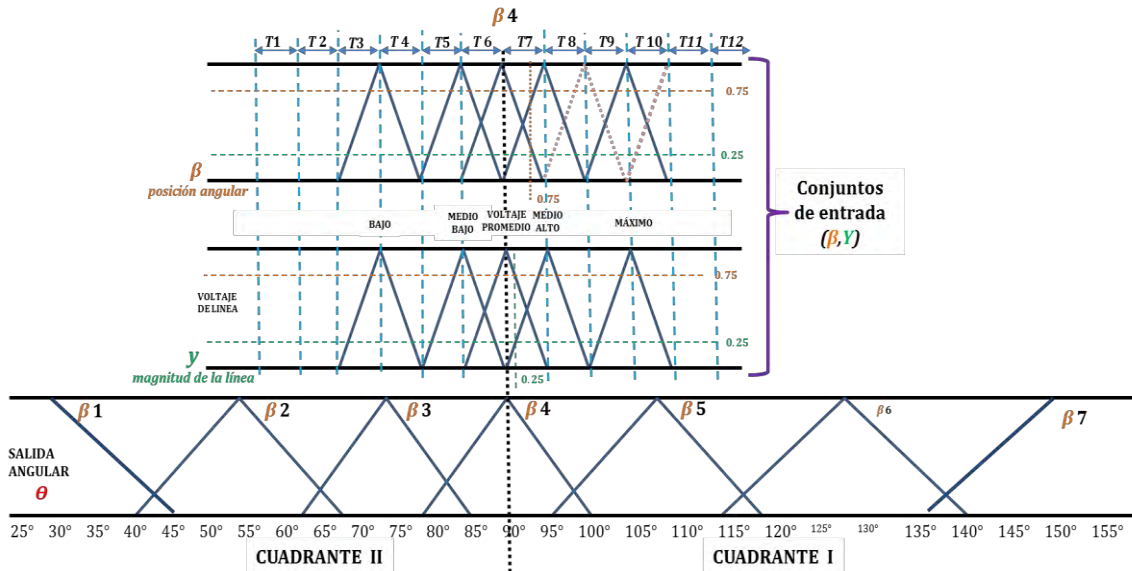 β 4
T1 T 2 T3 T 4 T5 T 6 T7 T 8 T9 T 10 T11 T12
0.75
0.25
β
posición angular
0.75
Conjuntos
de entrada
(β,Y)
BAJO
MEDIO
BAJO
VOLTAJE
PROMEDIO
MEDIO
ALTO
MÁXIMO
0.75
VOLTAJE
DE LINEA
0.25
y
magnitud de la línea
0.25
β 1 β 2 β 3 β 4 β 5 β 6 β 7
SALIDA
ANGULAR
θ
25° 30° 35° 40° 45° 50° 55° 60° 65° 70° 75° 80° 85° 90° 95° 100° 105° 110° 115° 120° 125° 130° 135° 140° 145° 150° 155°
CUADRANTE II
CUADRANTE I